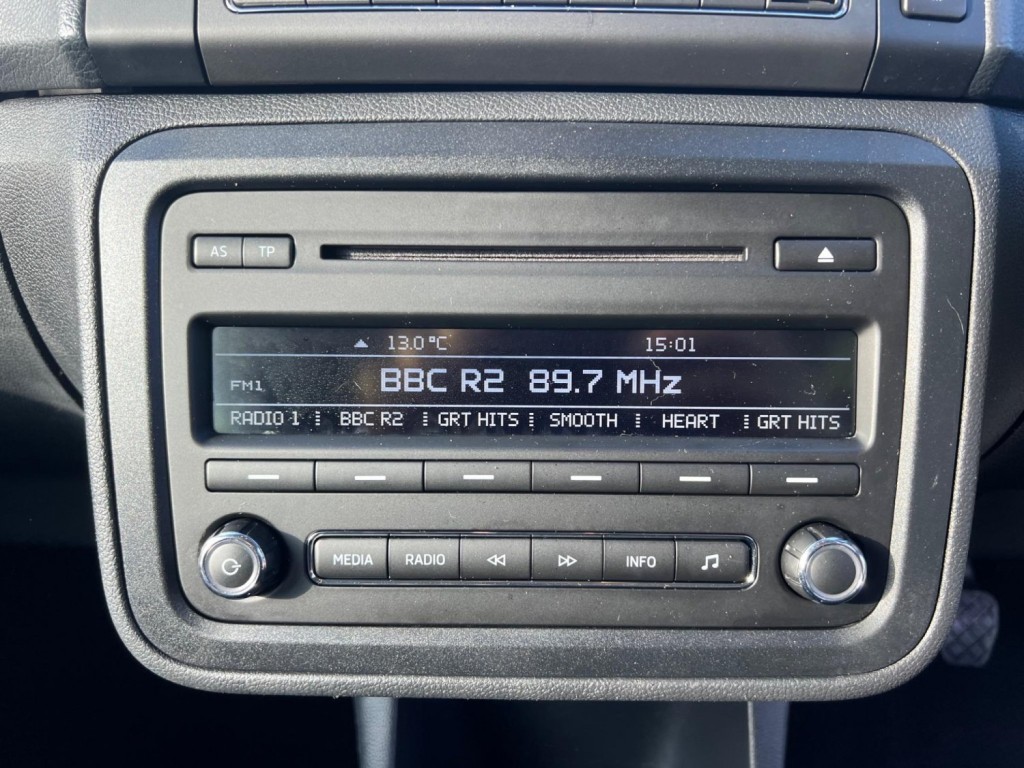 AS TP
13.0 °C 15:01
FM1 BBC R2 89.7 MHz
RADIO 1 BBC R2 GRT HITS SMOOTH HEART GRT HITS
MEDIA RADIO INFO